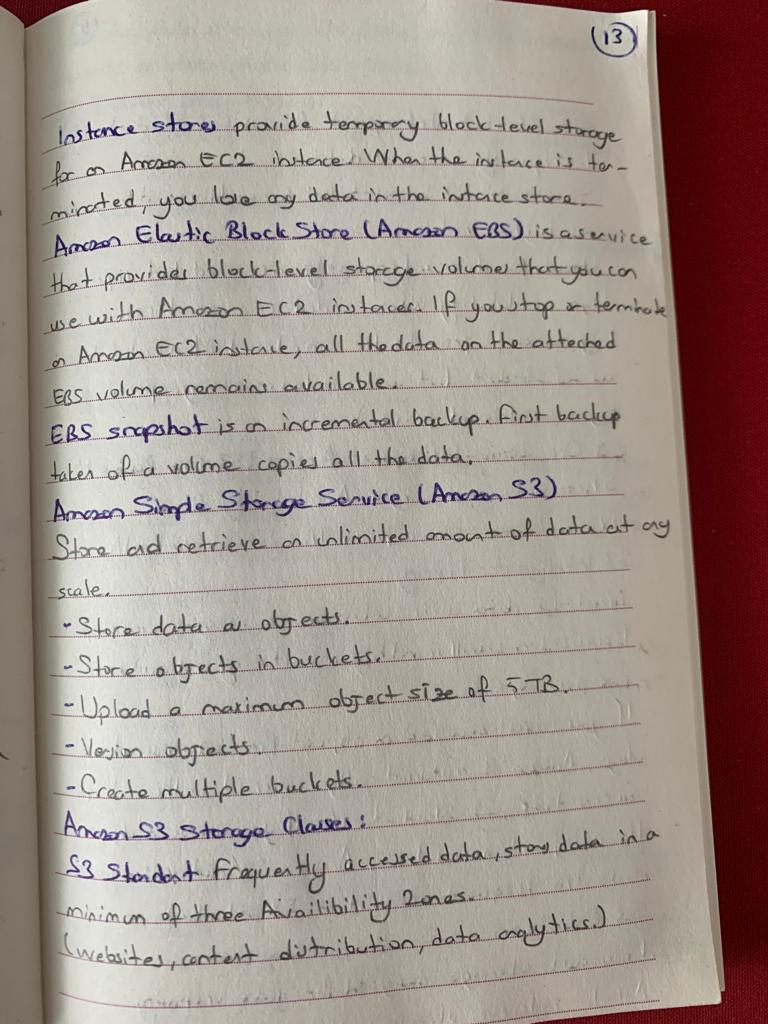 13
Instance stores provide temporary block-level storage
for an Amazon EC2 instance. When the instance is ter-
minated, you lose any data in the instance store.
Amazon Elastic Block Store (Amazon EBS) is a service
that provides block-level storage volumes that you can
use with Amazon EC2 instances. If you stop or terminate
an Amazon EC2 instance, all the data on the attached
EBS volume remains available.
EBS snapshot is an incremental backup. First backup
taken of a volume copies all the data.
Amazon Simple Storage Service (Amazon S3)
Store and retrieve an unlimited amount of data at any
scale.
- Store data as objects.
- Store objects in buckets.
- Upload a maximum object size of 5 TB.
- Version objects.
- Create multiple buckets.
Amazon S3 Storage Classes:
S3 Standart Frequently accessed data, stores data in a
minimum of three Availibility Zones.
(websites, content distribution, data analytics.)